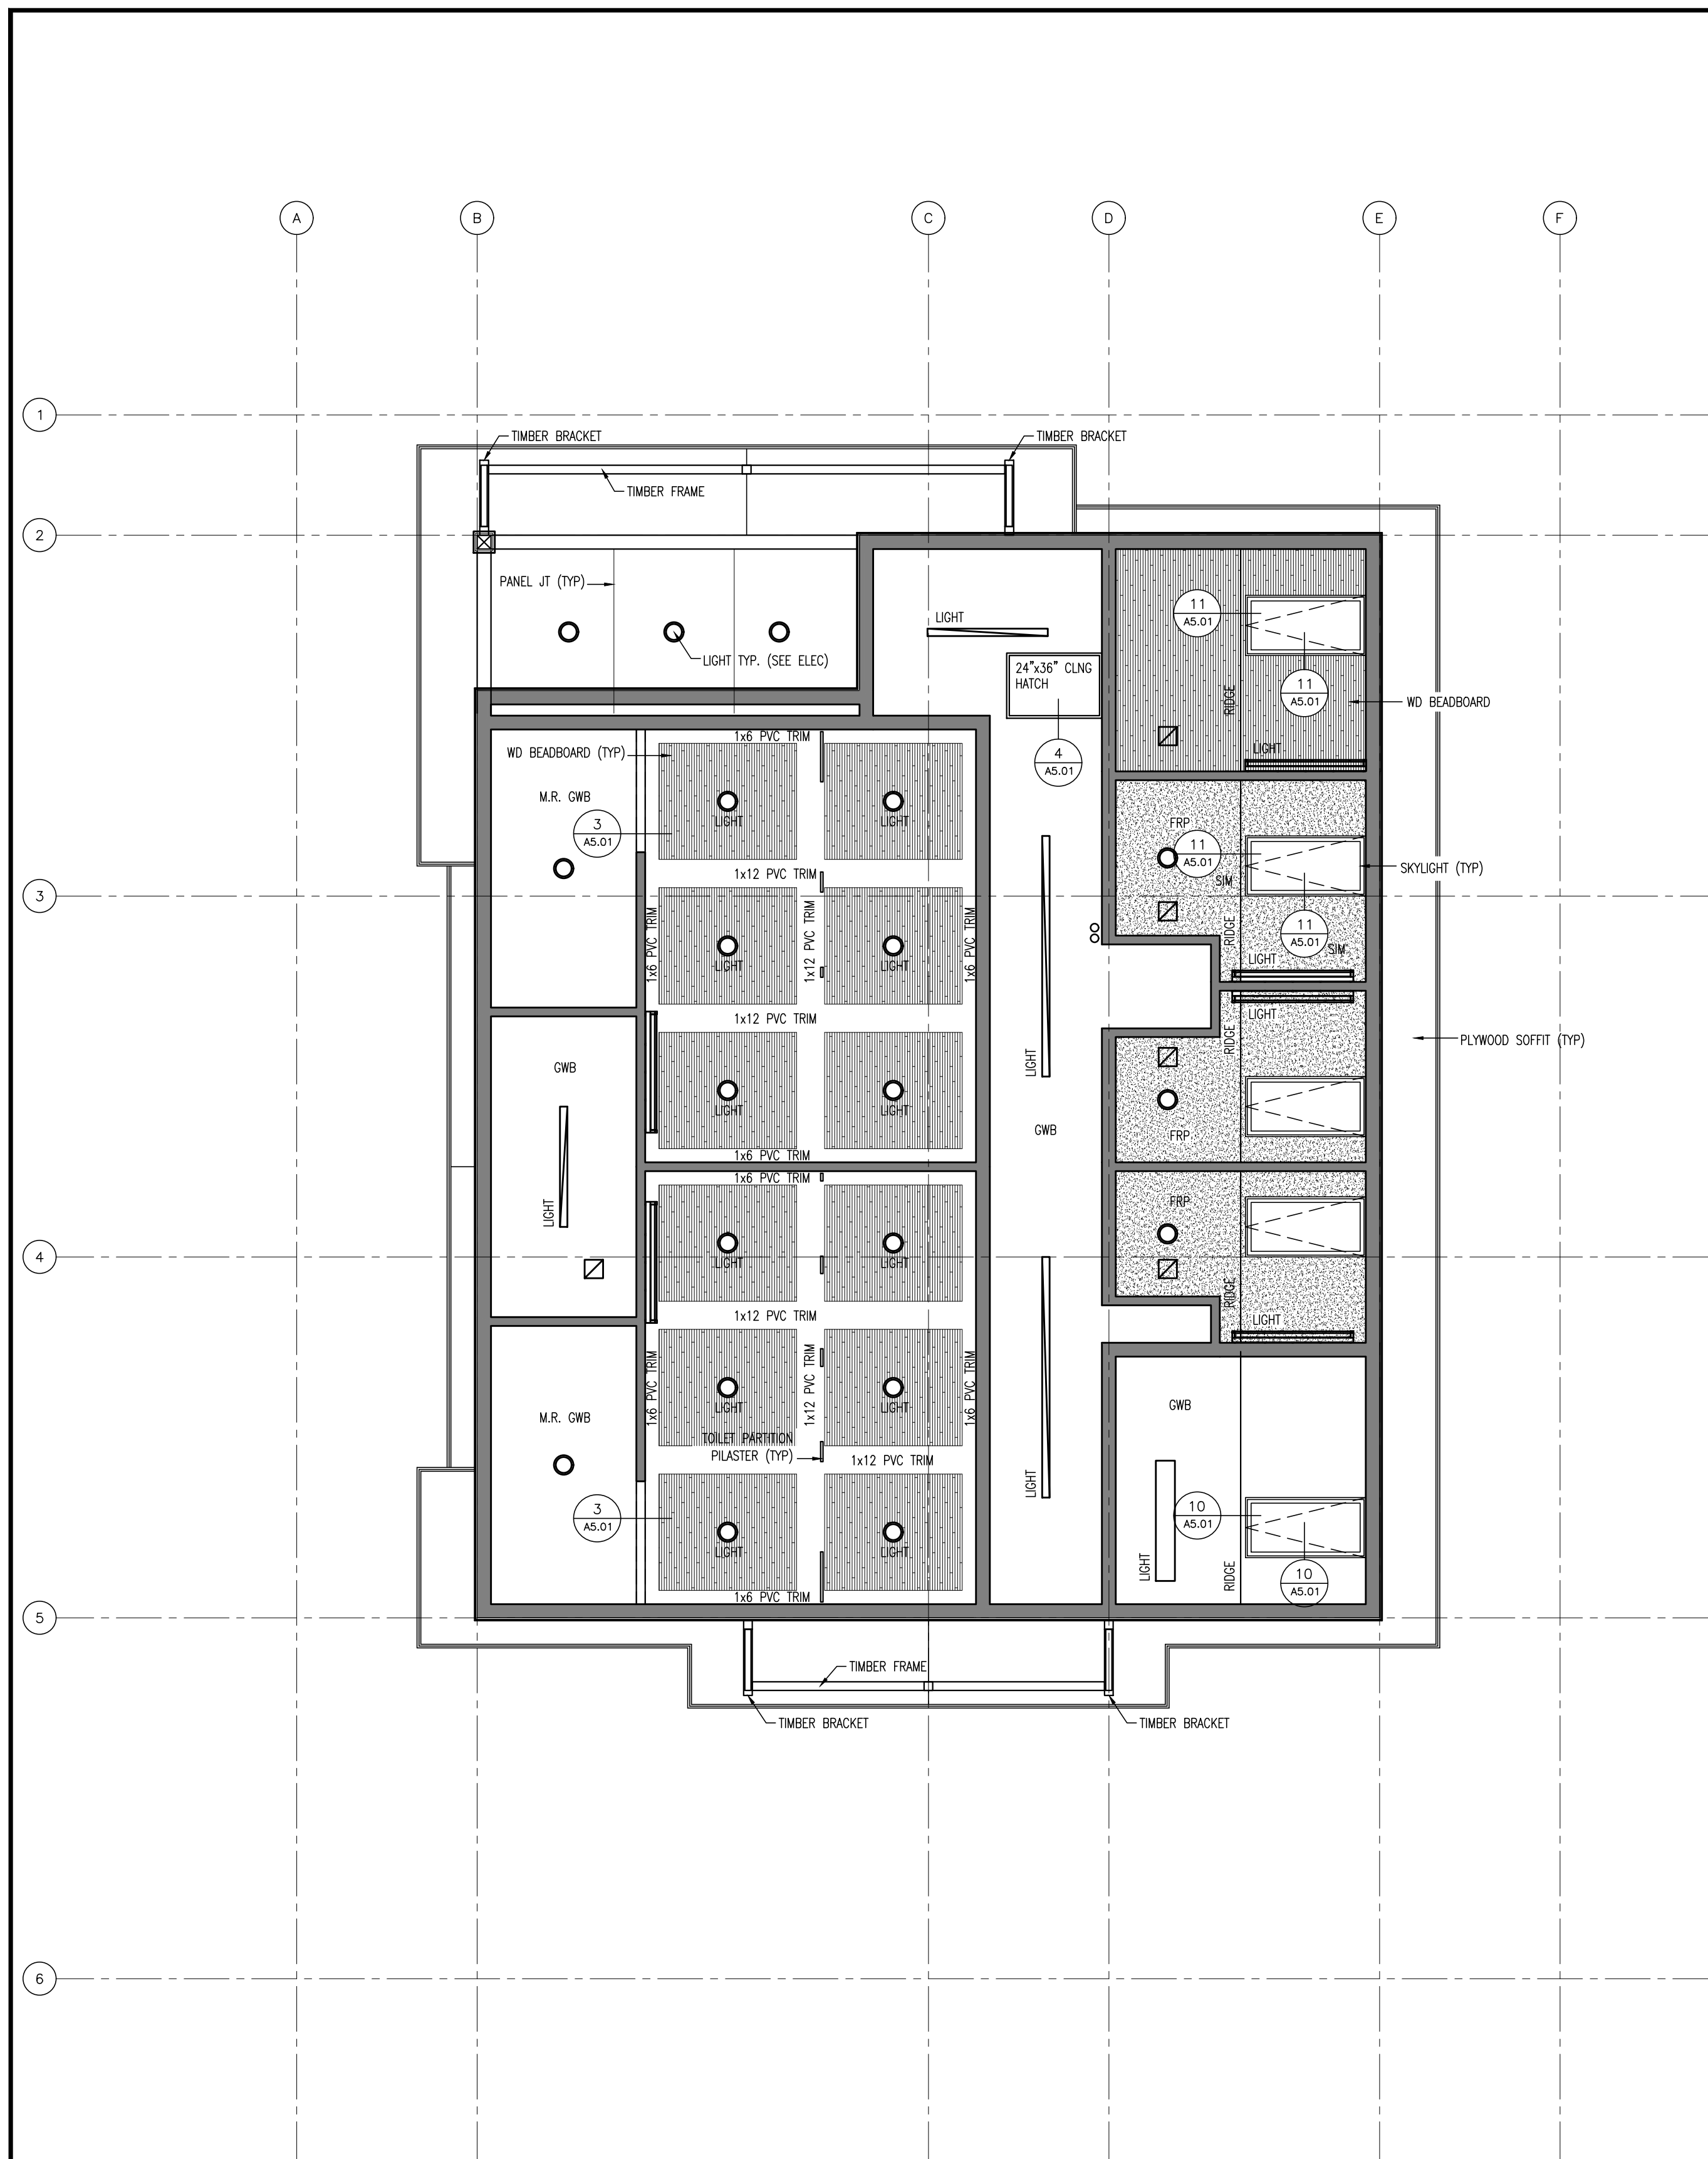 A
B
C
D
E
F
1
TIMBER BRACKET
TIMBER BRACKET
TIMBER FRAME
2
PANEL JT (TYP)
LIGHT
11
A5.01
LIGHT TYP. (SEE ELEC)
24"x36" CLNG
HATCH
11
A5.01
RIDGE
WD BEADBOARD
1x6 PVC TRIM
WD BEADBOARD (TYP)
4
A5.01
LIGHT
M.R. GWB
3
A5.01
LIGHT
LIGHT
FRP
11
A5.01
SIM
SKYLIGHT (TYP)
1x12 PVC TRIM
3
1x6 PVC TRIM
1x12 PVC TRIM
1x6 PVC TRIM
RIDGE
11
A5.01
SIM
LIGHT
LIGHT
LIGHT
1x12 PVC TRIM
LIGHT
RIDGE
PLYWOOD SOFFIT (TYP)
GWB
LIGHT
LIGHT
LIGHT
GWB
FRP
1x6 PVC TRIM
1x6 PVC TRIM
LIGHT
FRP
4
LIGHT
LIGHT
RIDGE
1x12 PVC TRIM
LIGHT
1x6 PVC TRIM
1x12 PVC TRIM
1x6 PVC TRIM
M.R. GWB
LIGHT
LIGHT
GWB
TOILET PARTITION
PILASTER (TYP)
1x12 PVC TRIM
LIGHT
3
A5.01
10
A5.01
LIGHT
LIGHT
LIGHT
RIDGE
10
A5.01
1x6 PVC TRIM
5
TIMBER FRAME
TIMBER BRACKET
TIMBER BRACKET
6